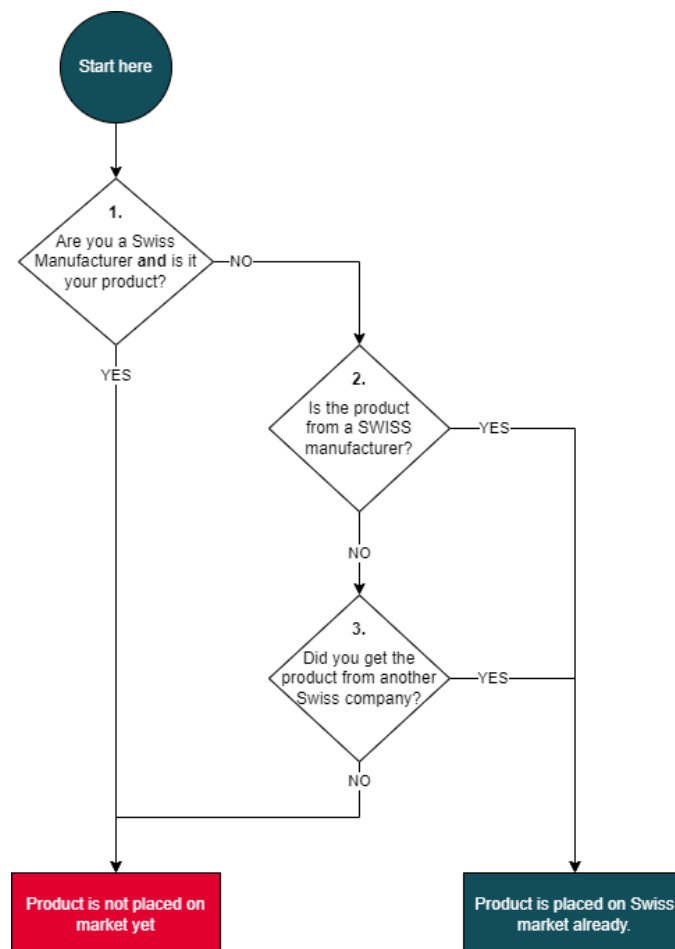 Start here
1.
Are you a Swiss
Manufacturer and is it
your product?
NO
YES
2.
Is the product
from a SWISS
manufacturer?
YES
NO
3.
Did you get the
product from another
Swiss company?
YES
NO
Product is not placed on
market yet
Product is placed on Swiss
market already.